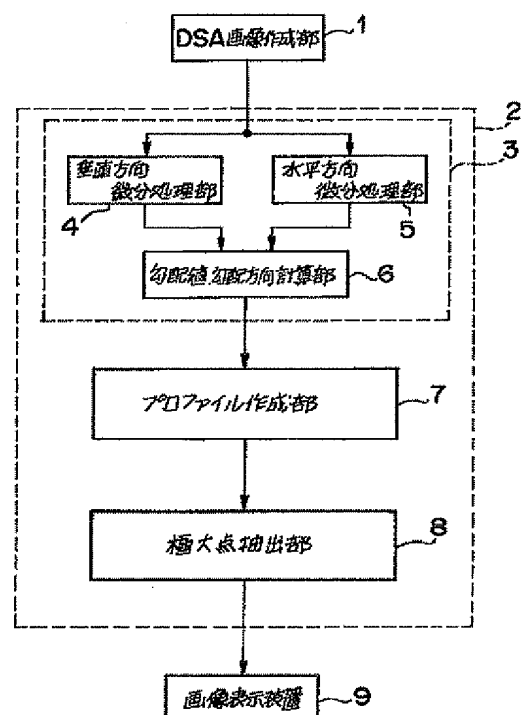 DSA画像作成部
1
2
3
垂直方向
微分処理部
4
水平方向
微分処理部
5
勾配値,勾配方向計算部
6
プロファイル作成部
7
極大点抽出部
8
画像表示装置
9